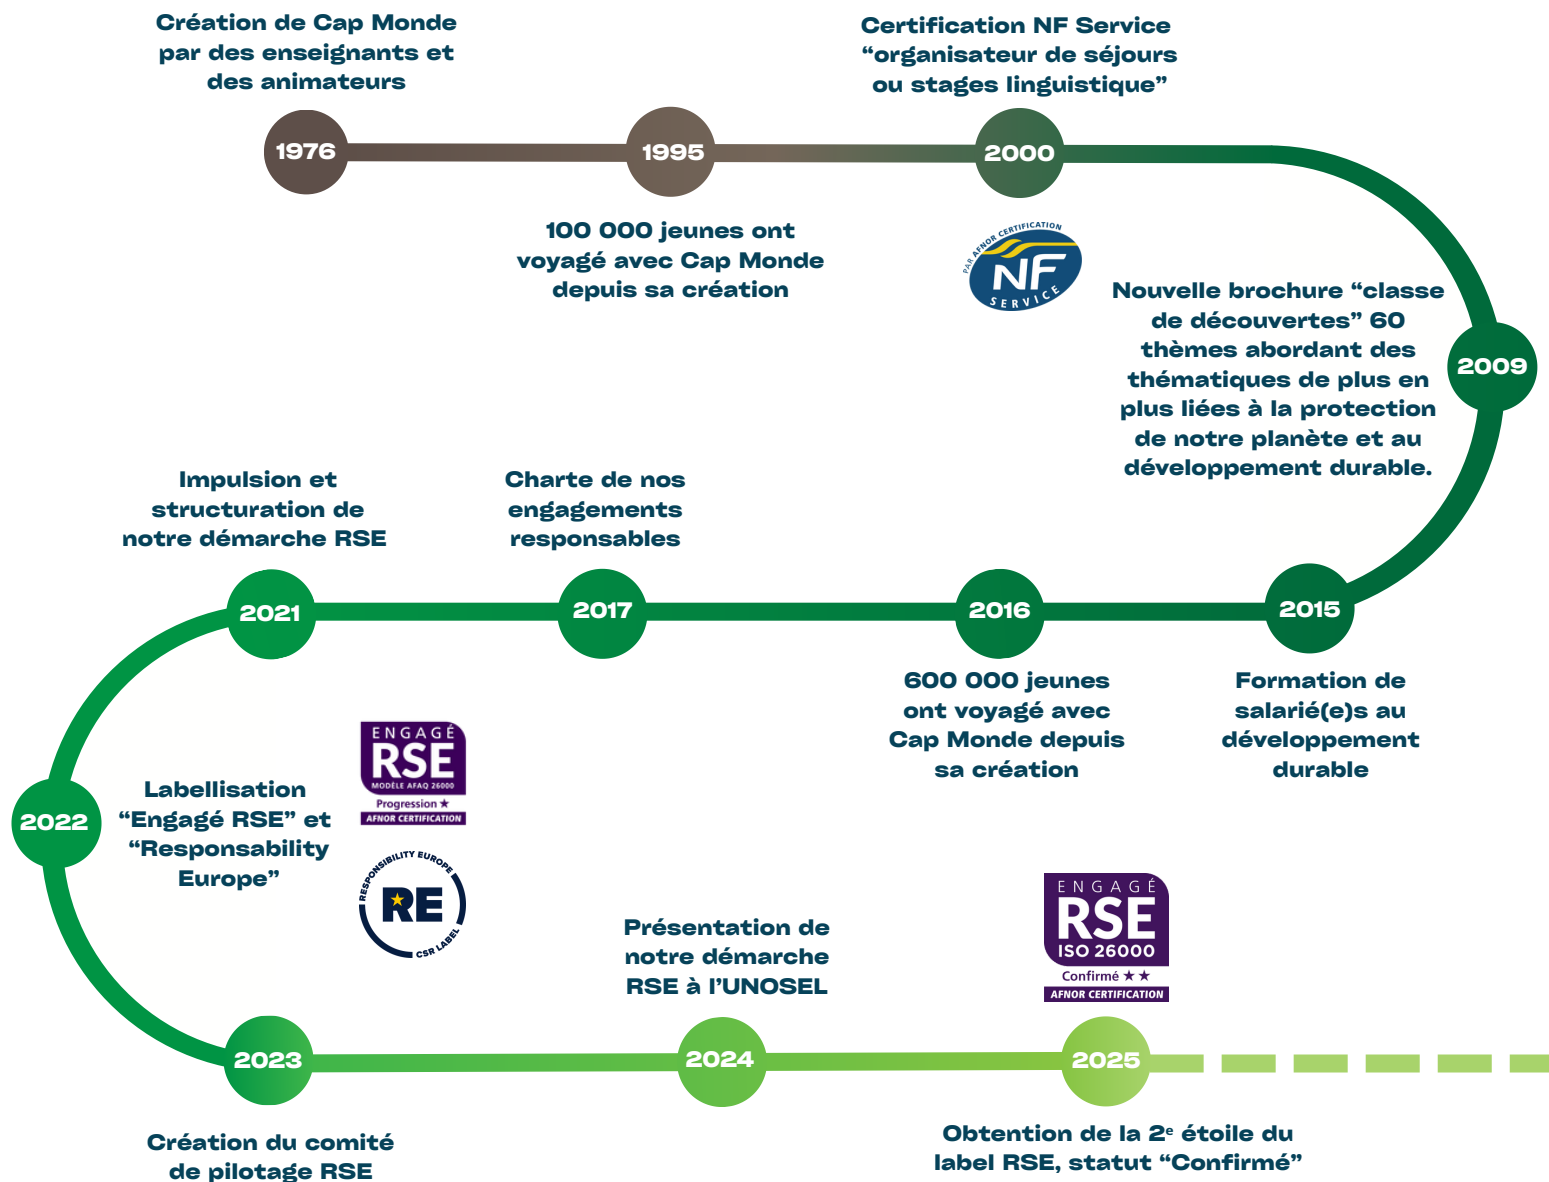 Création de Cap Monde
par des enseignants et
des animateurs
1976
1995
100 000 jeunes ont
voyagé avec Cap Monde
depuis sa création
Certification NF Service
“organisateur de séjours
ou stages linguistique”
2000
PAR AFNOR CERTIFICATION
NF
SERVICE
Nouvelle brochure “classe
de découvertes” 60
thèmes abordant des
thématiques de plus en
plus liées à la protection
de notre planète et au
développement durable.
2009
2015
Formation de
salarié(e)s au
développement
durable
2016
600 000 jeunes
ont voyagé avec
Cap Monde depuis
sa création
Charte de nos
engagements
responsables
2017
Impulsion et
structuration de
notre démarche RSE
2021
2022
Labellisation
“Engagé RSE” et
“Responsability
Europe”
ENGAGÉ
RSE
MODÈLE AFAQ 26000
Progression ★
AFNOR CERTIFICATION
RESPONSIBILITY EUROPE
RE
CSR LABEL
2023
Création du comité
de pilotage RSE
Présentation de
notre démarche
RSE à l’UNOSEL
2024
ENGAGÉ
RSE
ISO 26000
Confirmé ★ ★
AFNOR CERTIFICATION
2025
Obtention de la 2ᵉ étoile du
label RSE, statut “Confirmé”